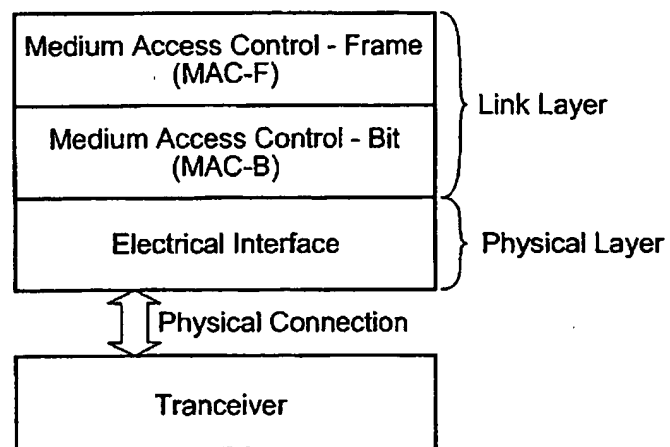 Medium Access Control - Frame
(MAC-F)
Link Layer
Medium Access Control - Bit
(MAC-B)
Electrical Interface
Physical Layer
Physical Connection
Tranceiver